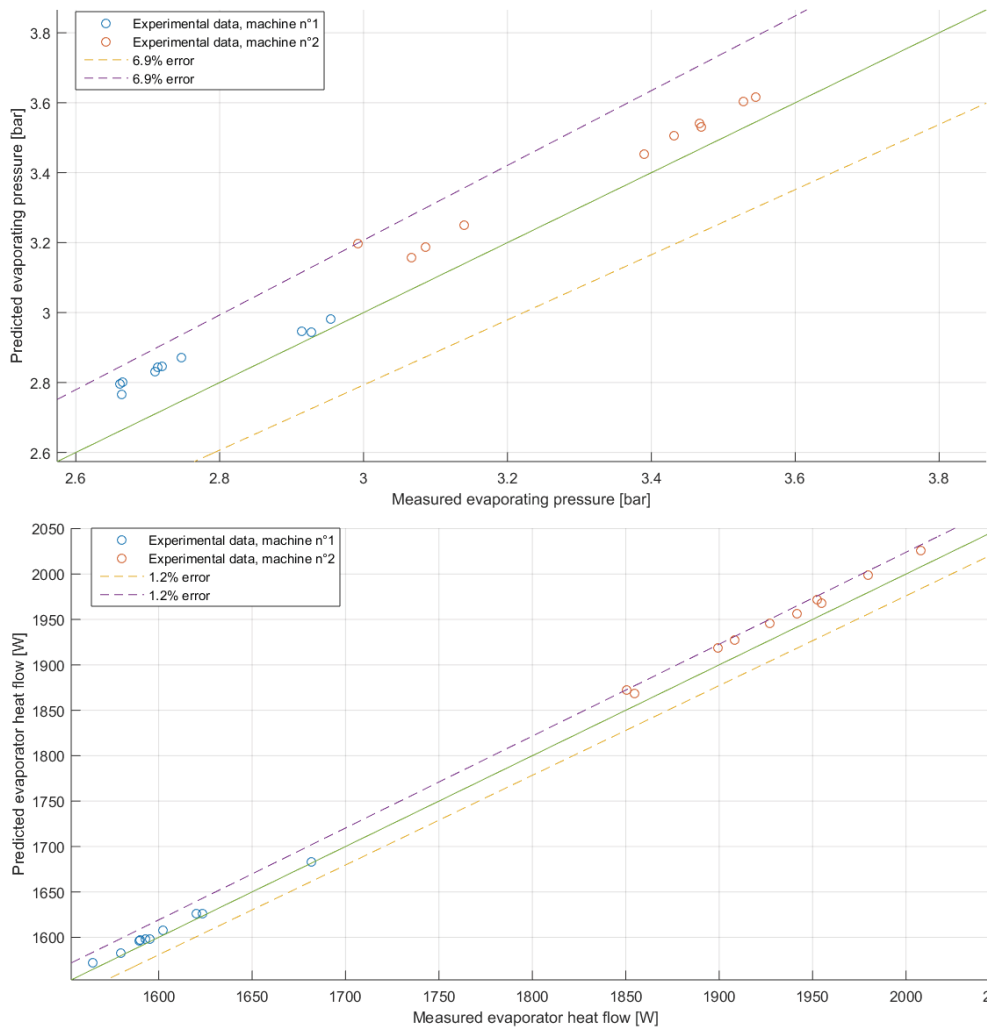 Experimental data, machine n°1
Experimental data, machine n°2
6.9% error
6.9% error
3.8
3.6
3.4
3.2
3
2.8
2.6
Predicted evaporating pressure [bar]
2.6 2.8 3 3.2 3.4 3.6 3.8
Measured evaporating pressure [bar]
Experimental data, machine n°1
Experimental data, machine n°2
1.2% error
1.2% error
2050
2000
1950
1900
1850
1800
1750
1700
1650
1600
Predicted evaporator heat flow [W]
1600 1650 1700 1750 1800 1850 1900 1950 2000
Measured evaporator heat flow [W]